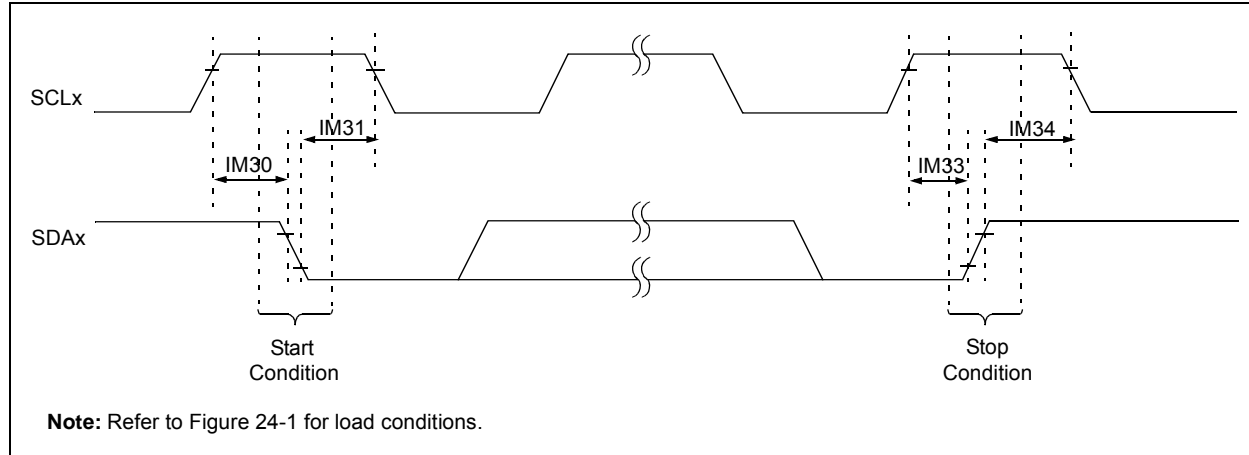 SCLx
IM31
IM34
IM30
IM33
SDAx
Start
Condition
Stop
Condition
Note: Refer to Figure 24-1 for load conditions.